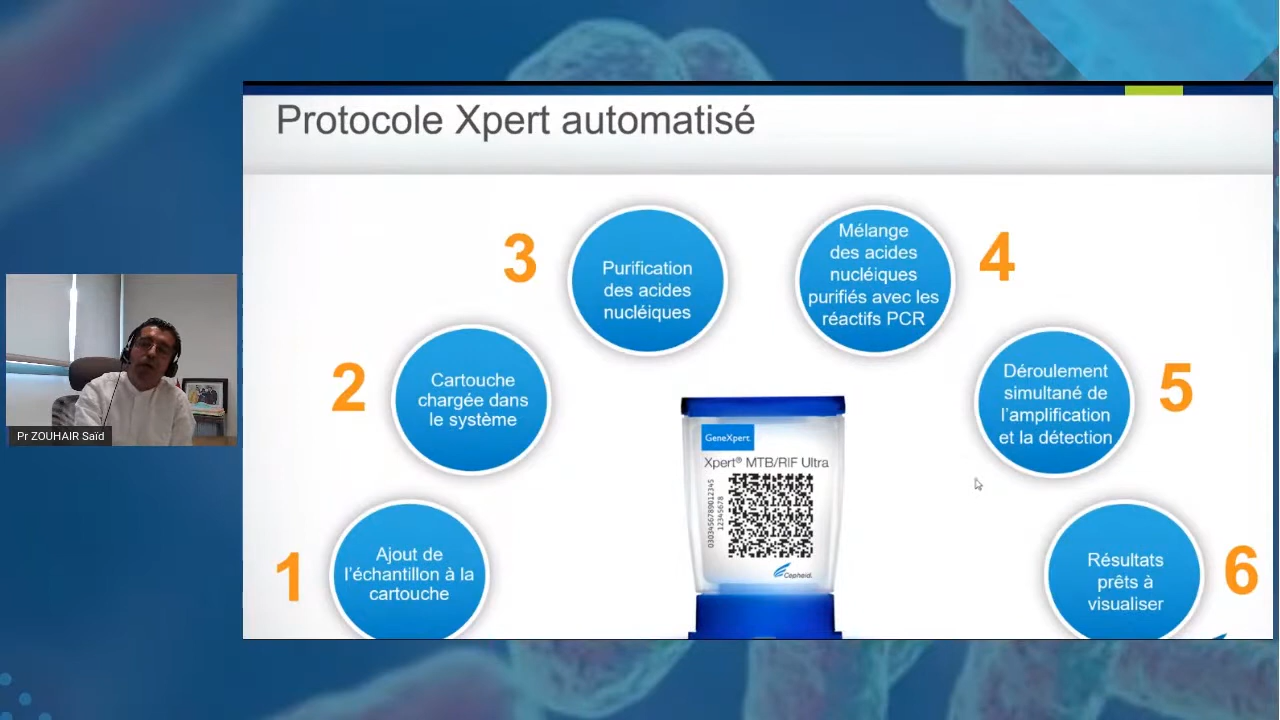 Protocole Xpert automatisé
1
Ajout de
l'échantillon à la
cartouche
2
Cartouche
chargée dans
le système
3
Purification
des acides
nucléiques
4
Mélange
des acides
nucléiques
purifiés avec les
réactifs PCR
5
Déroulement
simultané de
l'amplification
et la détection
6
Résultats
prêts à
visualiser
GeneXpert
Xpert® MTB/RIF Ultra
0303456789012345
12345678
Cepheid.
Pr ZOUHAIR Saïd